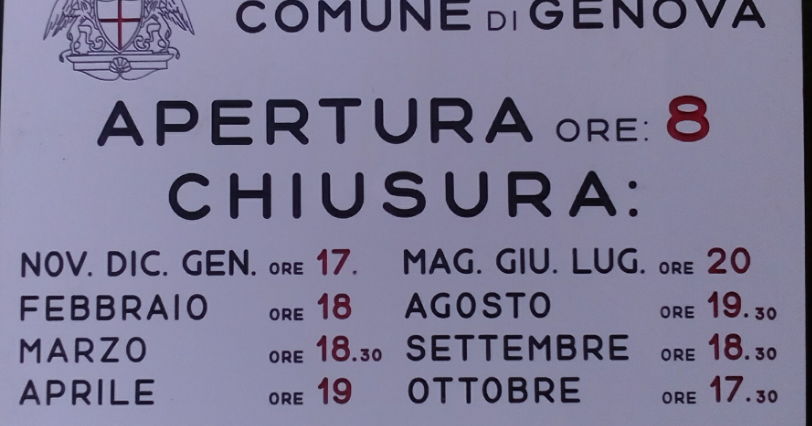 COMUNE DI GENOVA
APERTURA ORE: 8
CHIUSURA:
NOV. DIC. GEN. ORE 17. MAG. GIU. LUG. ORE 20
FEBBRAIO ORE 18 AGOSTO ORE 19.30
MARZO ORE 18.30 SETTEMBRE ORE 18.30
APRILE ORE 19 OTTOBRE ORE 17.30